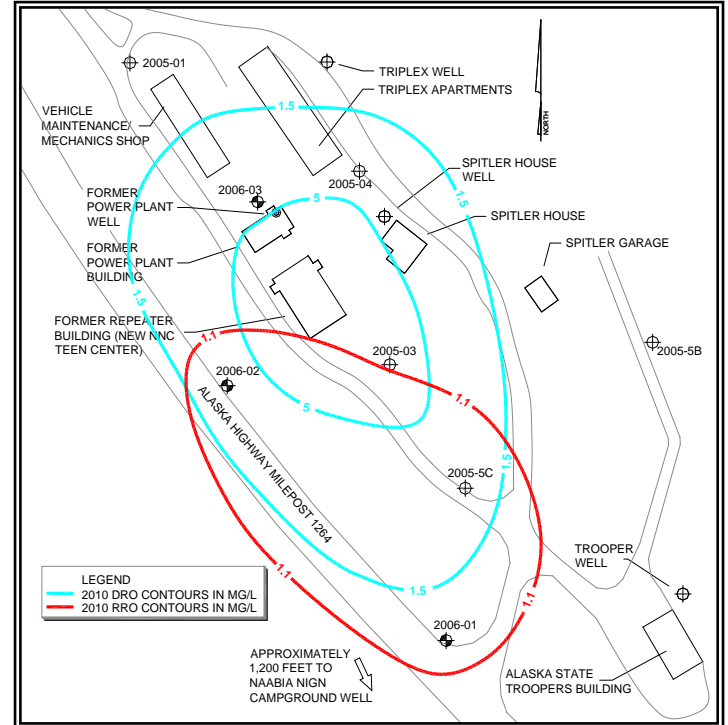 2005-01
TRIPLEX WELL
TRIPLEX APARTMENTS
NORTH
VEHICLE
MAINTENANCE/
MECHANICS SHOP
1.5
SPITLER HOUSE
WELL
2005-04
1.5
FORMER
POWER PLANT
WELL
2006-03
5
SPITLER HOUSE
SPITLER GARAGE
FORMER
POWER PLANT
BUILDING
1.5
FORMER REPEATER
BUILDING (NEW NNC
TEEN CENTER)
1.1
2005-03
2005-5B
2006-02
5
1.1
ALASKA HIGHWAY MILEPOST 1264
1.5
2005-5C
TROOPER
WELL
LEGEND
2010 DRO CONTOURS IN MG/L
2010 RRO CONTOURS IN MG/L
1.1
1.5
1.1
2006-01
APPROXIMATELY
1,200 FEET TO
NAABIA NIGN
CAMPGROUND WELL
ALASKA STATE
TROOPERS BUILDING